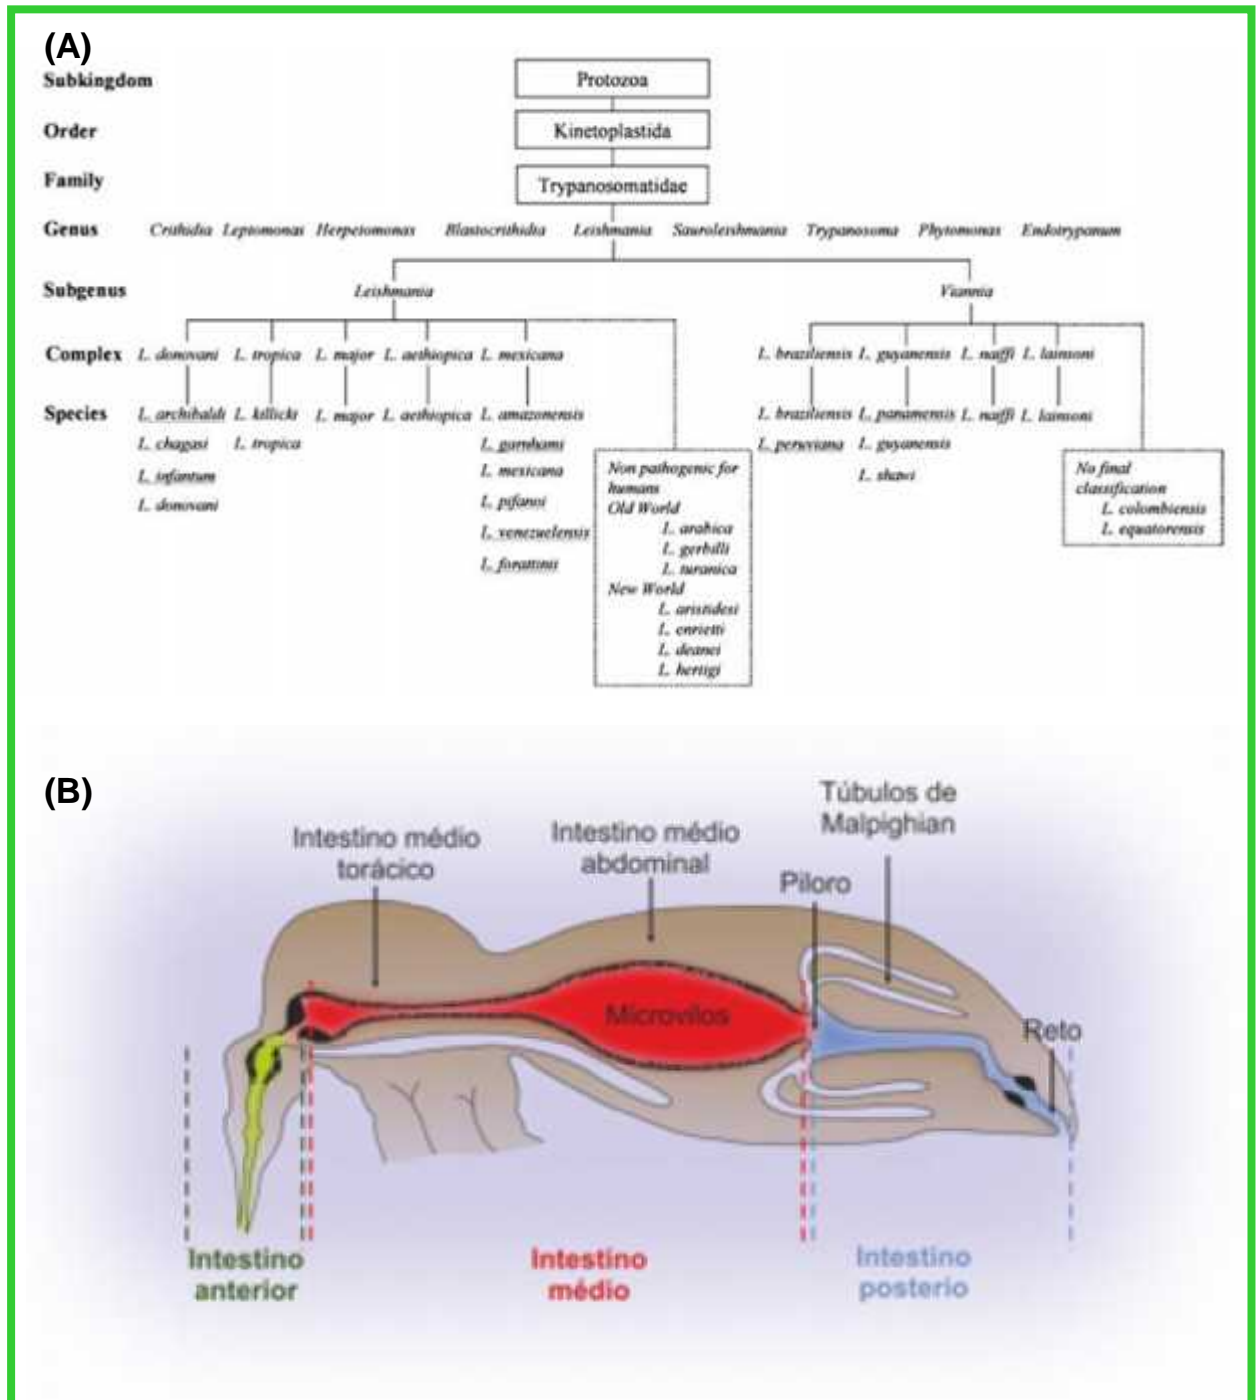 (A)
Subkingdom
Protozoa
Order
Kinetoplastida
Family
Trypanosomatidae
Genus Crithidia Leptomonas Herpetomonas Blastocrithidia Leishmania Sauroleishmania Trypanosoma Phytomonas Endotrypanum
Subgenus Leishmania Viannia
Complex L. donovani L. tropica L. major L. aethiopica L. mexicana L. braziliensis L. guyanensis L. naiffi L. lainsoni
Species L. archibaldi L. killicki L. major L. aethiopica L. amazonensis L. braziliensis L. panamensis L. naiffi L. lainsoni
L. chagasi L. tropica L. garnhami L. peruviana L. guyanensis
L. infantum L. mexicana L. shawi
L. donovani L. pifanoi
L. venezuelensis
L. forattinii
Non pathogenic for
humans
Old World
L. arabica
L. gerbilli
L. turanica
New World
L. aristidesi
L. enrietti
L. deanei
L. hertigi
No final
classification
L. colombiensis
L. equatorensis
(B)
Intestino médio
torácico
Intestino médio
abdominal
Túbulos de
Malpighian
Piloro
Microvilos
Reto
Intestino
anterior
Intestino
médio
Intestino
posterio